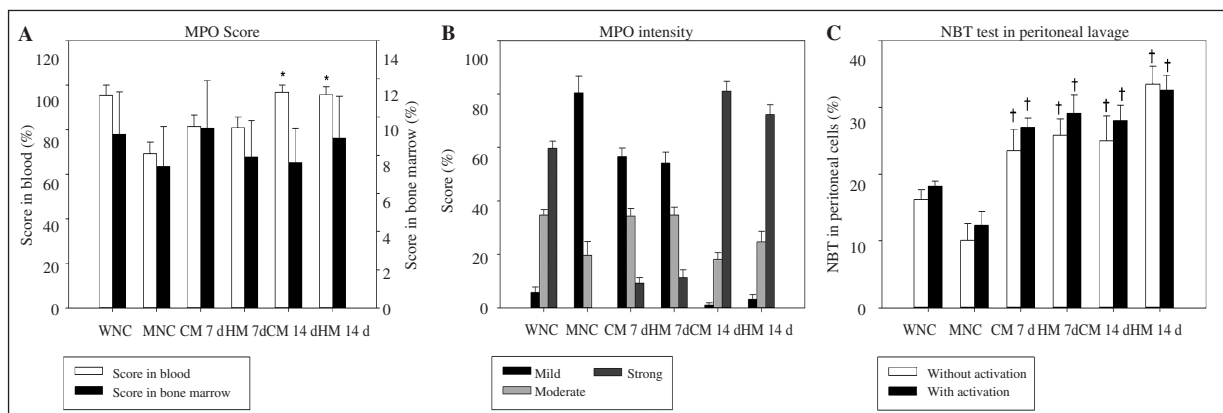 A
MPO Score
120
100
80
60
40
20
0
Score in blood (%)
14
12
10
8
6
4
2
0
Score in bone marrow (%)
* *
WNC MNC CM 7 d HM 7d CM 14 d HM 14 d
Score in blood
Score in bone marrow
B
MPO intensity
100
80
60
40
20
0
Score (%)
WNC MNC CM 7 d HM 7d CM 14 d HM 14 d
Mild Strong
Moderate
C
NBT test in peritoneal lavage
40
30
20
10
0
NBT in peritoneal cells (%)
† † † † † † † †
WNC MNC CM 7 d HM 7d CM 14 d HM 14 d
Without activation
With activation